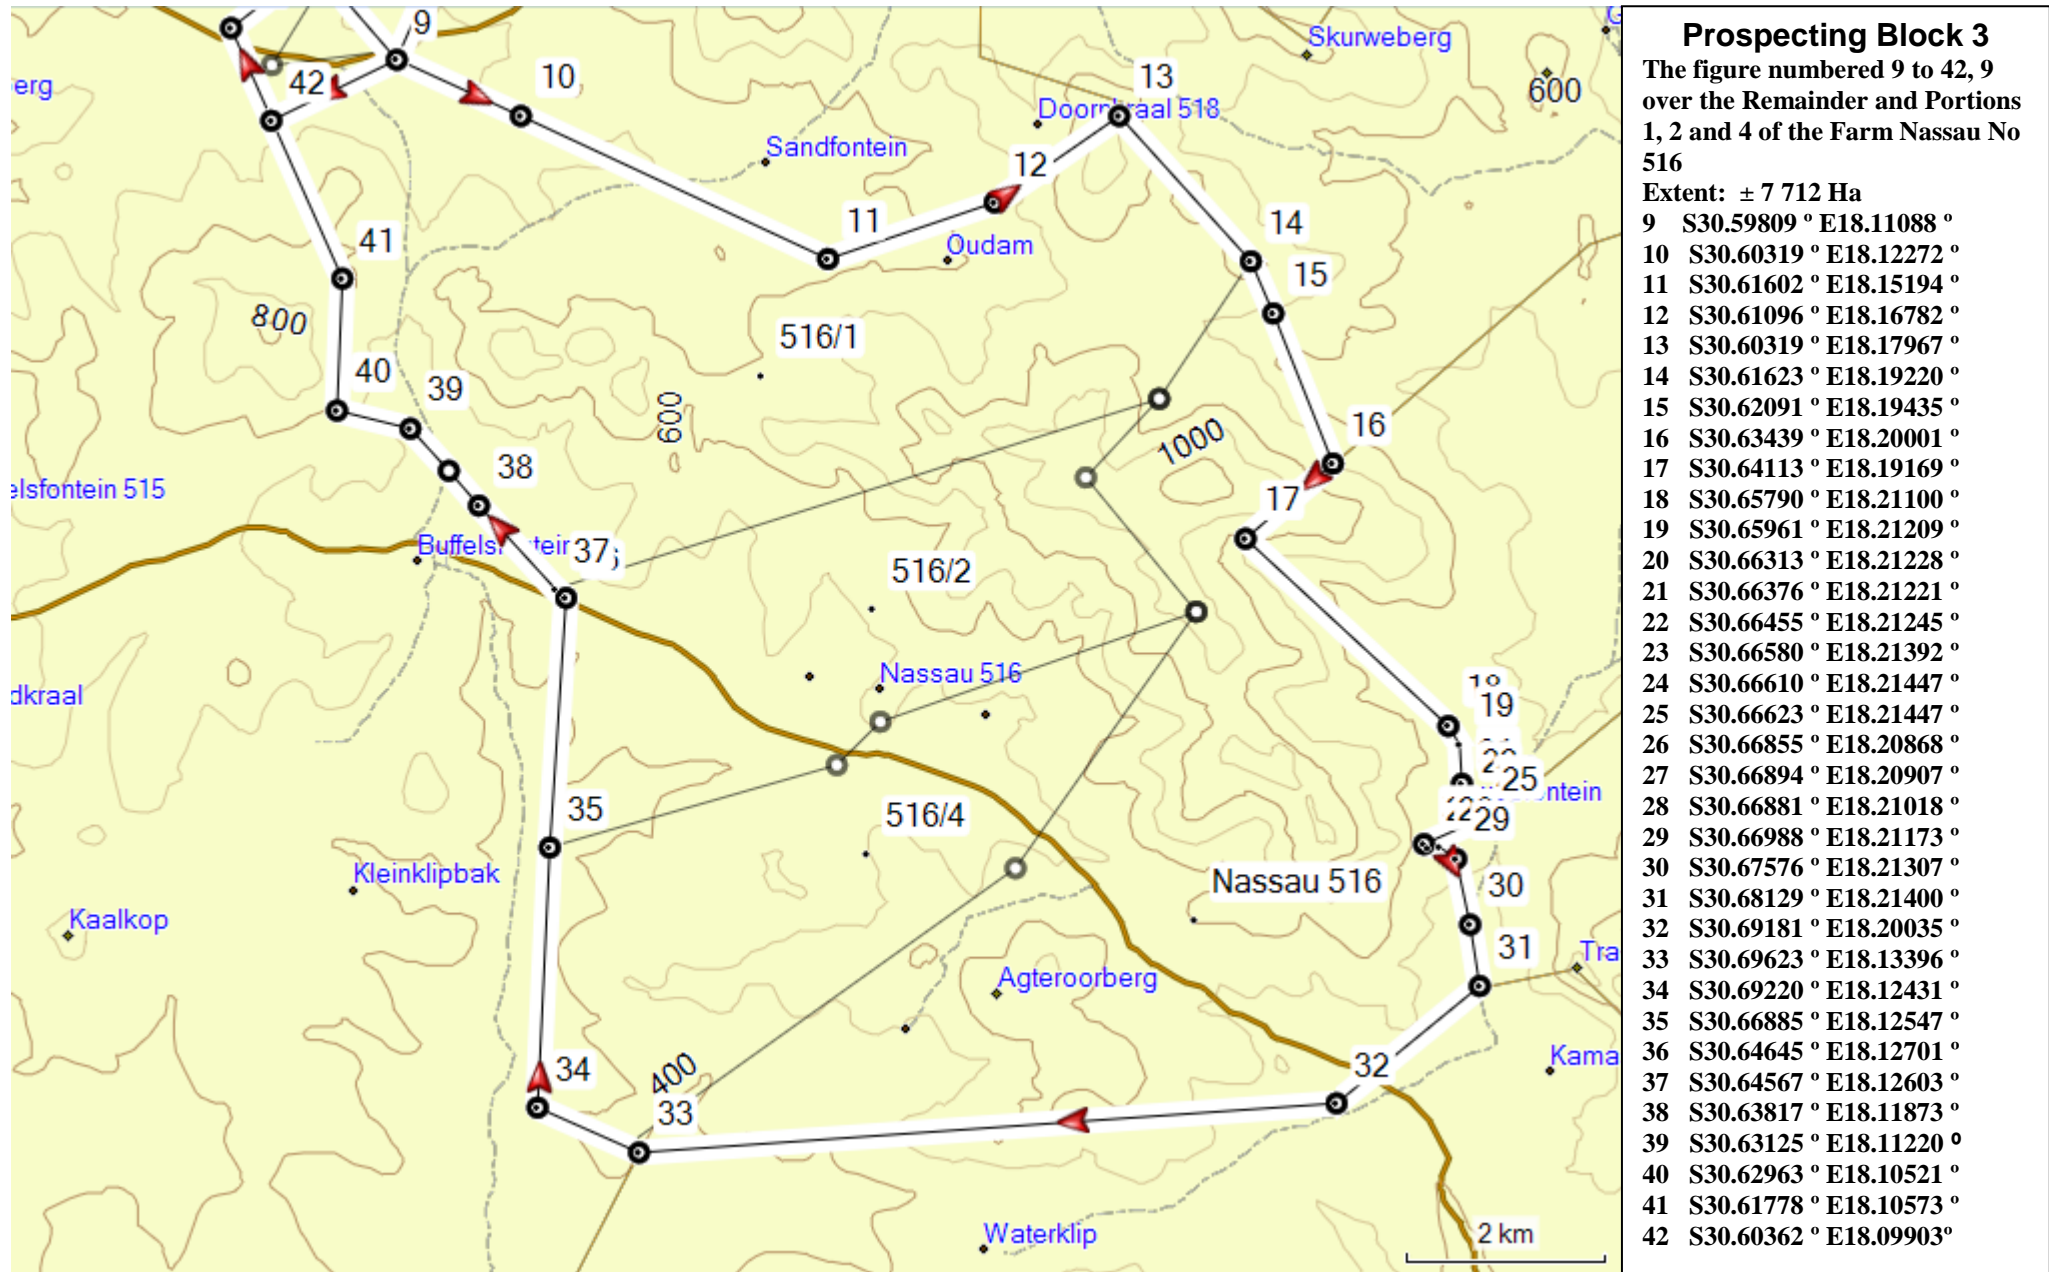 9
10
13
Skurweberg
600
42
erg
Doornkraal 518
Sandfontein
12
11
14
Oudam
41
15
800
516/1
40
39
600
16
1000
38
17
elsfontein 515
Buffelsfontein
37
516/2
Nassau 516
dkraal
18
19
25
35
516/4
29
Kleinklipbak
Nassau 516
30
Kaalkop
31
Tra
Agteroorberg
32
Kama
34
400
33
Waterklip
2 km
Prospecting Block 3
The figure numbered 9 to 42, 9
over the Remainder and Portions
1, 2 and 4 of the Farm Nassau No
516
Extent: ± 7 712 Ha
9 S30.59809 º E18.11088 º
10 S30.60319 º E18.12272 º
11 S30.61602 º E18.15194 º
12 S30.61096 º E18.16782 º
13 S30.60319 º E18.17967 º
14 S30.61623 º E18.19220 º
15 S30.62091 º E18.19435 º
16 S30.63439 º E18.20001 º
17 S30.64113 º E18.19169 º
18 S30.65790 º E18.21100 º
19 S30.65961 º E18.21209 º
20 S30.66313 º E18.21228 º
21 S30.66376 º E18.21221 º
22 S30.66455 º E18.21245 º
23 S30.66580 º E18.21392 º
24 S30.66610 º E18.21447 º
25 S30.66623 º E18.21447 º
26 S30.66855 º E18.20868 º
27 S30.66894 º E18.20907 º
28 S30.66881 º E18.21018 º
29 S30.66988 º E18.21173 º
30 S30.67576 º E18.21307 º
31 S30.68129 º E18.21400 º
32 S30.69181 º E18.20035 º
33 S30.69623 º E18.13396 º
34 S30.69220 º E18.12431 º
35 S30.66885 º E18.12547 º
36 S30.64645 º E18.12701 º
37 S30.64567 º E18.12603 º
38 S30.63817 º E18.11873 º
39 S30.63125 º E18.11220 º
40 S30.62963 º E18.10521 º
41 S30.61778 º E18.10573 º
42 S30.60362 º E18.09903º